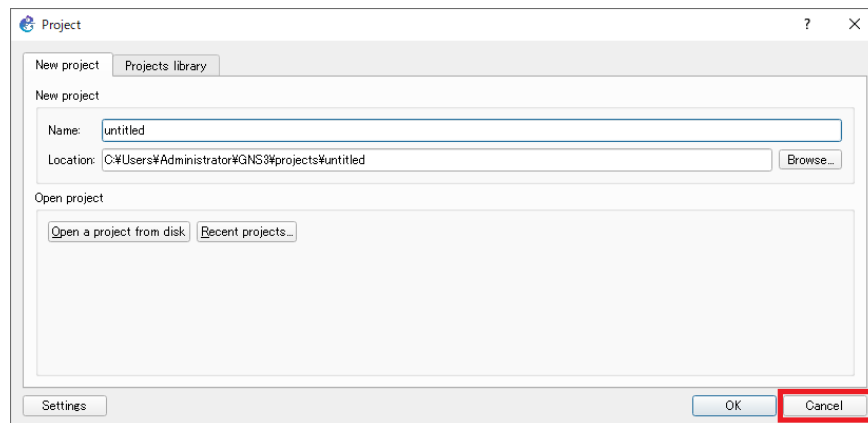 Project
?
New project
Projects library
New project
Name:
untitled
Location:
C:¥Users¥Administrator¥GNS3¥projects¥untitled
Browse...
Open project
Open a project from disk
Recent projects...
Settings
OK
Cancel